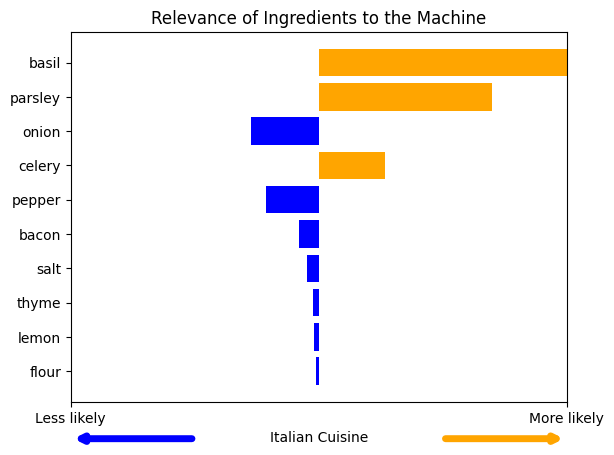 Relevance of Ingredients to the Machine
basil
parsley
onion
celery
pepper
bacon
salt
thyme
lemon
flour
Less likely
More likely
Italian Cuisine